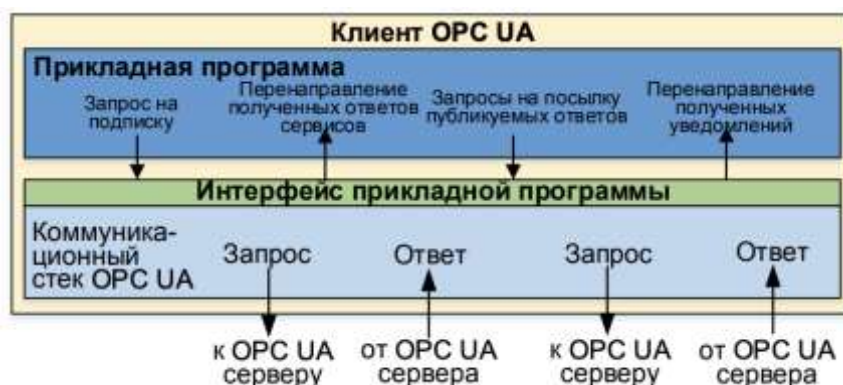 Клиент OPC UA
Прикладная программа
Запрос на
подписку
Перенаправление
полученных ответов
сервисов
Запросы на посылку
публикуемых ответов
Перенаправление
полученных
уведомлений
Интерфейс прикладной программы
Коммуника-
ционный
стек OPC UA
Запрос
Ответ
Запрос
Ответ
к OPC UA
серверу
от OPC UA
сервера
к OPC UA
серверу
от OPC UA
сервера